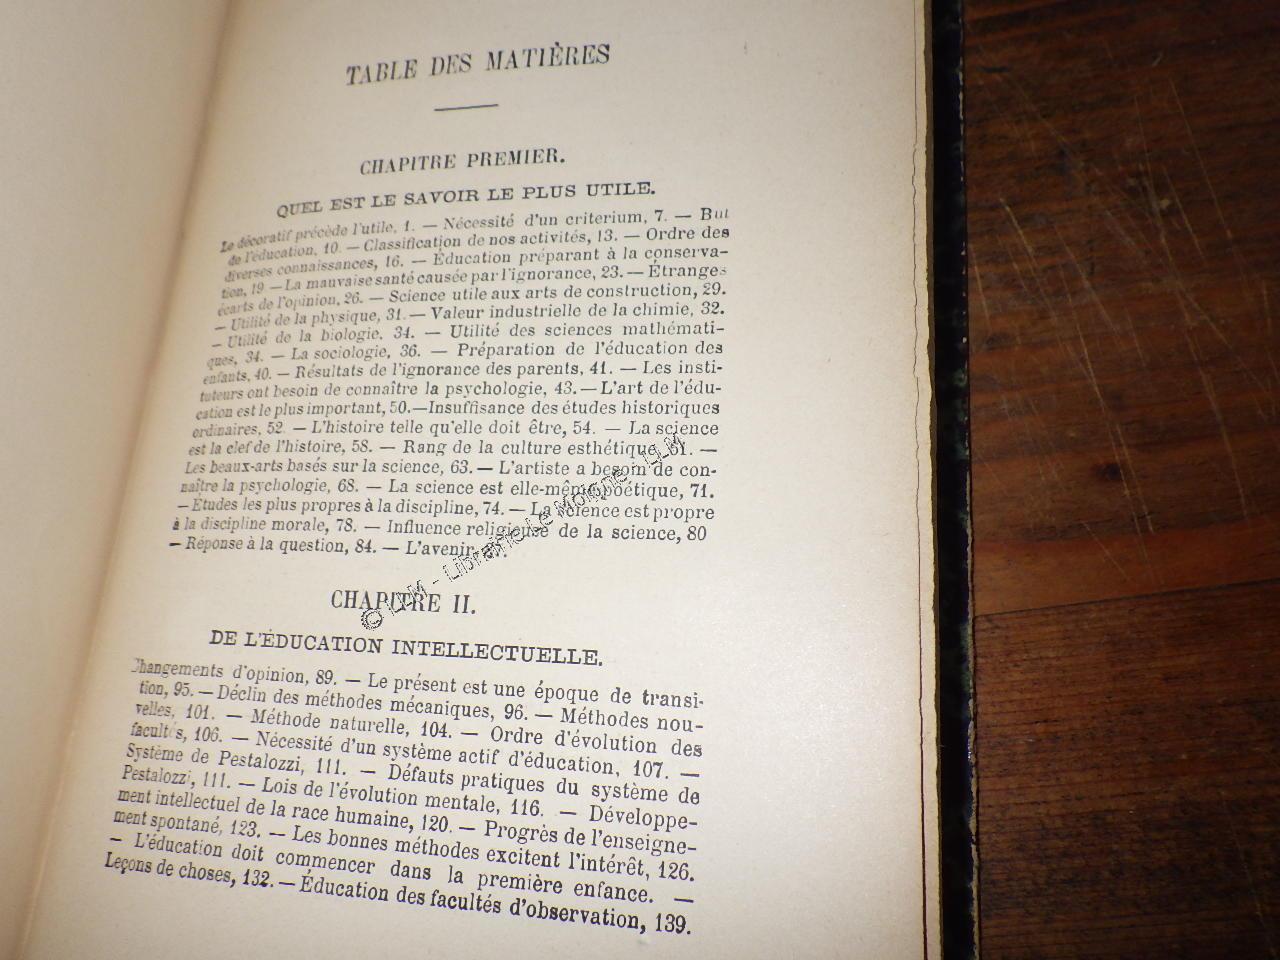 TABLE DES MATIÈRES
CHAPITRE PREMIER.
QUEL EST LE SAVOIR LE PLUS UTILE.
Le décoratif précède l'utile, 1. — Nécessité d'un criterium, 7. — But
de l'éducation, 10. — Classification de nos activités, 13. — Ordre des
diverses connaissances, 16. — Éducation préparant à la conserva-
tion, 19 — La mauvaise santé causée par l'ignorance, 23. — Étranges
écarts de l'opinion, 26. — Science utile aux arts de construction, 29.
— Utilité de la physique, 31. — Valeur industrielle de la chimie, 32.
— Utilité de la biologie. 34. — Utilité des sciences mathémati-
ques, 34. — La sociologie, 36. — Préparation de l'éducation des
enfants, 40. — Résultats de l'ignorance des parents, 41. — Les insti-
tuteurs ont besoin de connaître la psychologie, 43. — L'art de l'édu-
cation est le plus important, 50. — Insuffisance des études historiques
ordinaires, 52 — L'histoire telle qu'elle doit être, 54. — La science
est la clef de l'histoire, 58. — Rang de la culture esthétique, 61. —
Les beaux-arts basés sur la science, 63. — L'artiste a besoin de con-
naître la psychologie, 68. — La science est elle-même poétique, 71.
— Études les plus propres à la discipline, 74. — La science est propre
à la discipline morale, 78. — Influence religieuse de la science, 80
— Réponse à la question, 84. — L'avenir, 87.
© LLM - Librairie Le Moigne - LLM
CHAPITRE II.
DE L'ÉDUCATION INTELLECTUELLE.
Changements d'opinion, 89. — Le présent est une époque de transi-
tion, 95. — Déclin des méthodes mécaniques, 96. — Méthodes nou-
velles, 101. — Méthode naturelle, 104. — Ordre d'évolution des
facultés, 106. — Nécessité d'un système actif d'éducation, 107. —
Système de Pestalozzi, 111. — Défauts pratiques du système de
Pestalozzi, 111. — Lois de l'évolution mentale, 116. — Développe-
ment intellectuel de la race humaine, 120. — Progrès de l'enseigne-
ment spontané, 123. — Les bonnes méthodes excitent l'intérêt, 126.
— L'éducation doit commencer dans la première enfance. —
Leçons de choses, 132. — Éducation des facultés d'observation, 139.